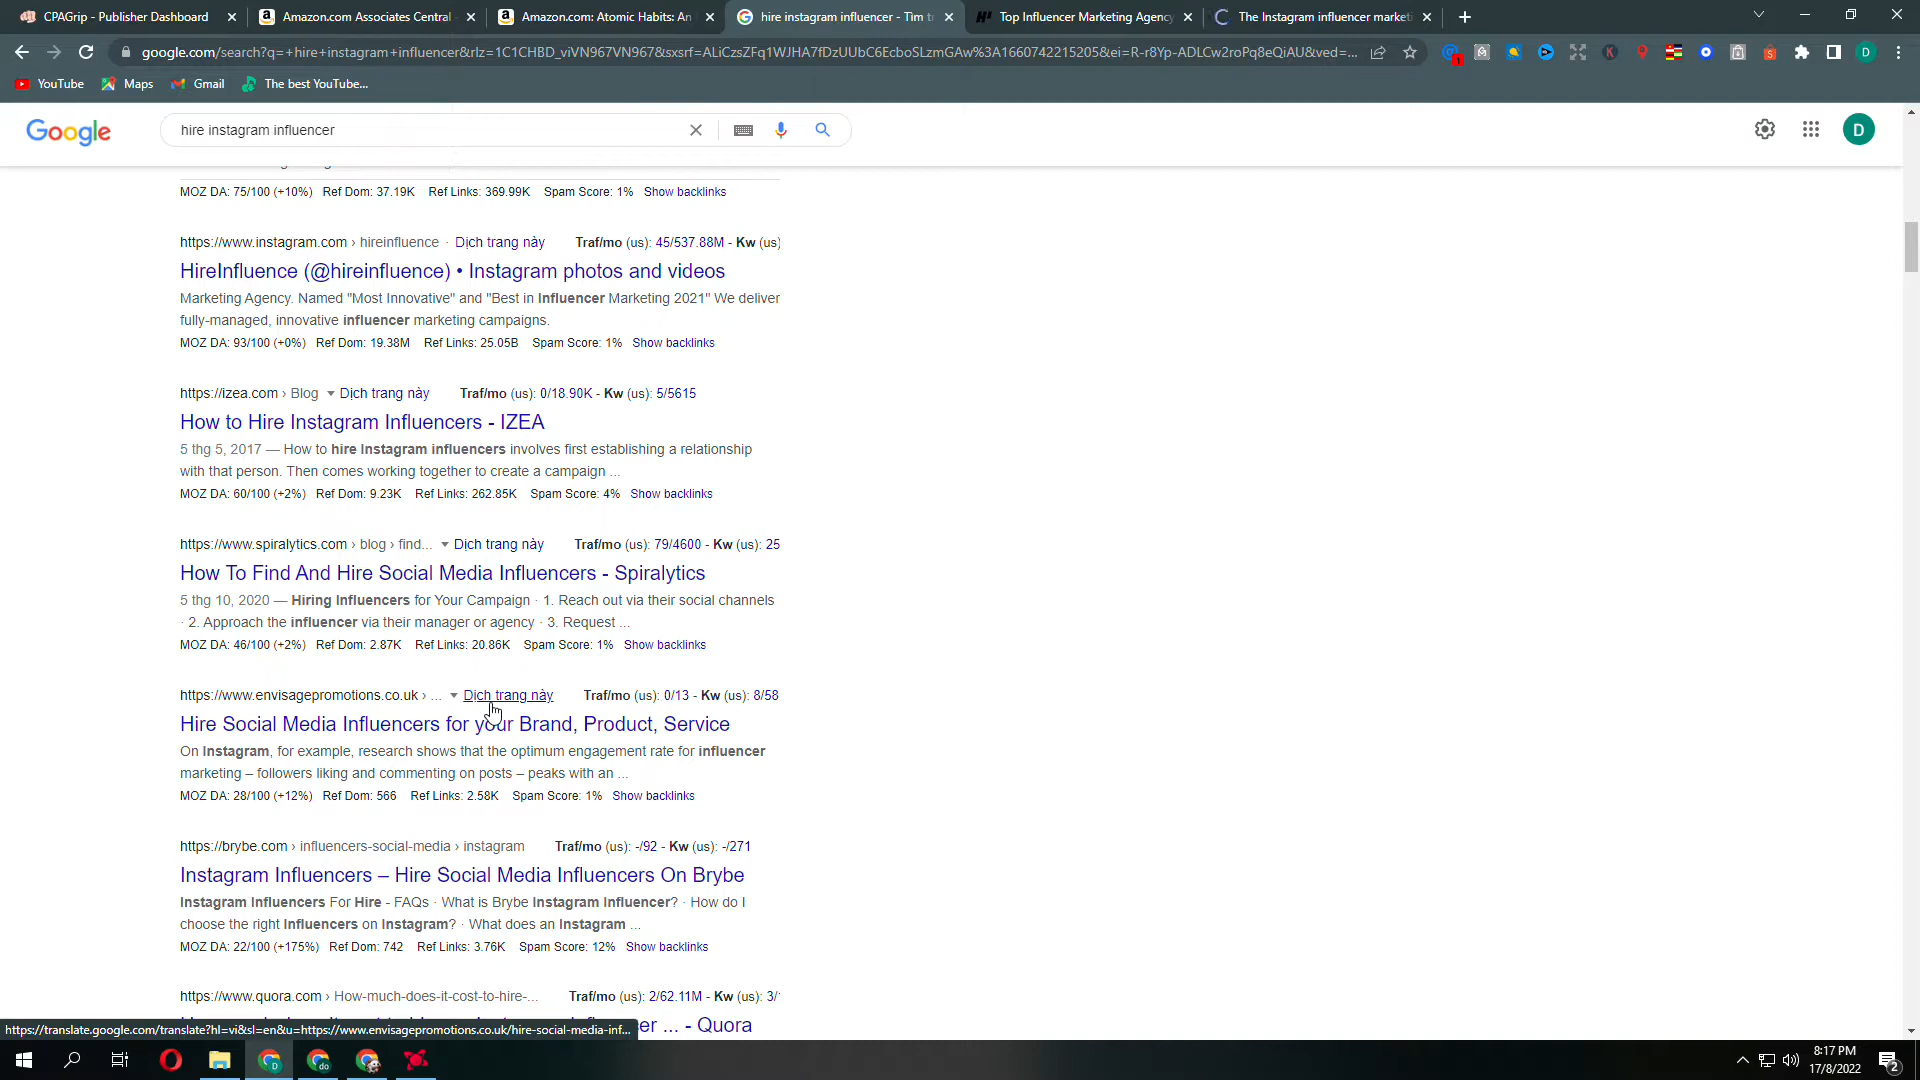 CPAGrip - Publisher Dashboard
Amazon.com Associates Central -
Amazon.com: Atomic Habits: An
hire instagram influencer - Tìm t
Top Influencer Marketing Agency
The Instagram influencer market
google.com/search?q=+hire+instagram+influencer&rlz=1C1CHBD_viVN967VN967&sxsrf=ALiCzsZFq1WJHA7fDzUUbC6EcboSLzmGAw%3A1660742215205&ei=R-r8Yp-ADLCw2roPq8eQiAU&ved=...
1
D
YouTube
Maps
Gmail
The best YouTube...
Google
hire instagram influencer
D
MOZ DA: 75/100 (+10%) Ref Dom: 37.19K Ref Links: 369.99K Spam Score: 1% Show backlinks
https://www.instagram.com › hireinfluence · Dịch trang này Traf/mo (us): 45/537.88M - Kw (us)
HireInfluence (@hireinfluence) • Instagram photos and videos
Marketing Agency. Named "Most Innovative" and "Best in Influencer Marketing 2021" We deliver
fully-managed, innovative influencer marketing campaigns.
MOZ DA: 93/100 (+0%) Ref Dom: 19.38M Ref Links: 25.05B Spam Score: 1% Show backlinks
https://izea.com › Blog Dịch trang này Traf/mo (us): 0/18.90K - Kw (us): 5/5615
How to Hire Instagram Influencers - IZEA
5 thg 5, 2017 — How to hire Instagram influencers involves first establishing a relationship
with that person. Then comes working together to create a campaign ...
MOZ DA: 60/100 (+2%) Ref Dom: 9.23K Ref Links: 262.85K Spam Score: 4% Show backlinks
https://www.spiralytics.com › blog › find... Dịch trang này Traf/mo (us): 79/4600 - Kw (us): 25
How To Find And Hire Social Media Influencers - Spiralytics
5 thg 10, 2020 — Hiring Influencers for Your Campaign · 1. Reach out via their social channels
· 2. Approach the influencer via their manager or agency · 3. Request ...
MOZ DA: 46/100 (+2%) Ref Dom: 2.87K Ref Links: 20.86K Spam Score: 1% Show backlinks
https://www.envisagepromotions.co.uk › ... Dịch trang này Traf/mo (us): 0/13 - Kw (us): 8/58
Hire Social Media Influencers for your Brand, Product, Service
On Instagram, for example, research shows that the optimum engagement rate for influencer
marketing – followers liking and commenting on posts – peaks with an ...
MOZ DA: 28/100 (+12%) Ref Dom: 566 Ref Links: 2.58K Spam Score: 1% Show backlinks
https://brybe.com › influencers-social-media › instagram Traf/mo (us): -/92 - Kw (us): -/271
Instagram Influencers – Hire Social Media Influencers On Brybe
Instagram Influencers For Hire - FAQs · What is Brybe Instagram Influencer? · How do I
choose the right Influencers on Instagram? · What does an Instagram ...
MOZ DA: 22/100 (+175%) Ref Dom: 742 Ref Links: 3.76K Spam Score: 12% Show backlinks
https://www.quora.com › How-much-does-it-cost-to-hire-... Traf/mo (us): 2/62.11M - Kw (us): 3/
er ... - Quora
https://translate.google.com/translate?hl=vi&sl=en&u=https://www.envisagepromotions.co.uk/hire-social-media-inf...
8:17 PM
17/8/2022
2